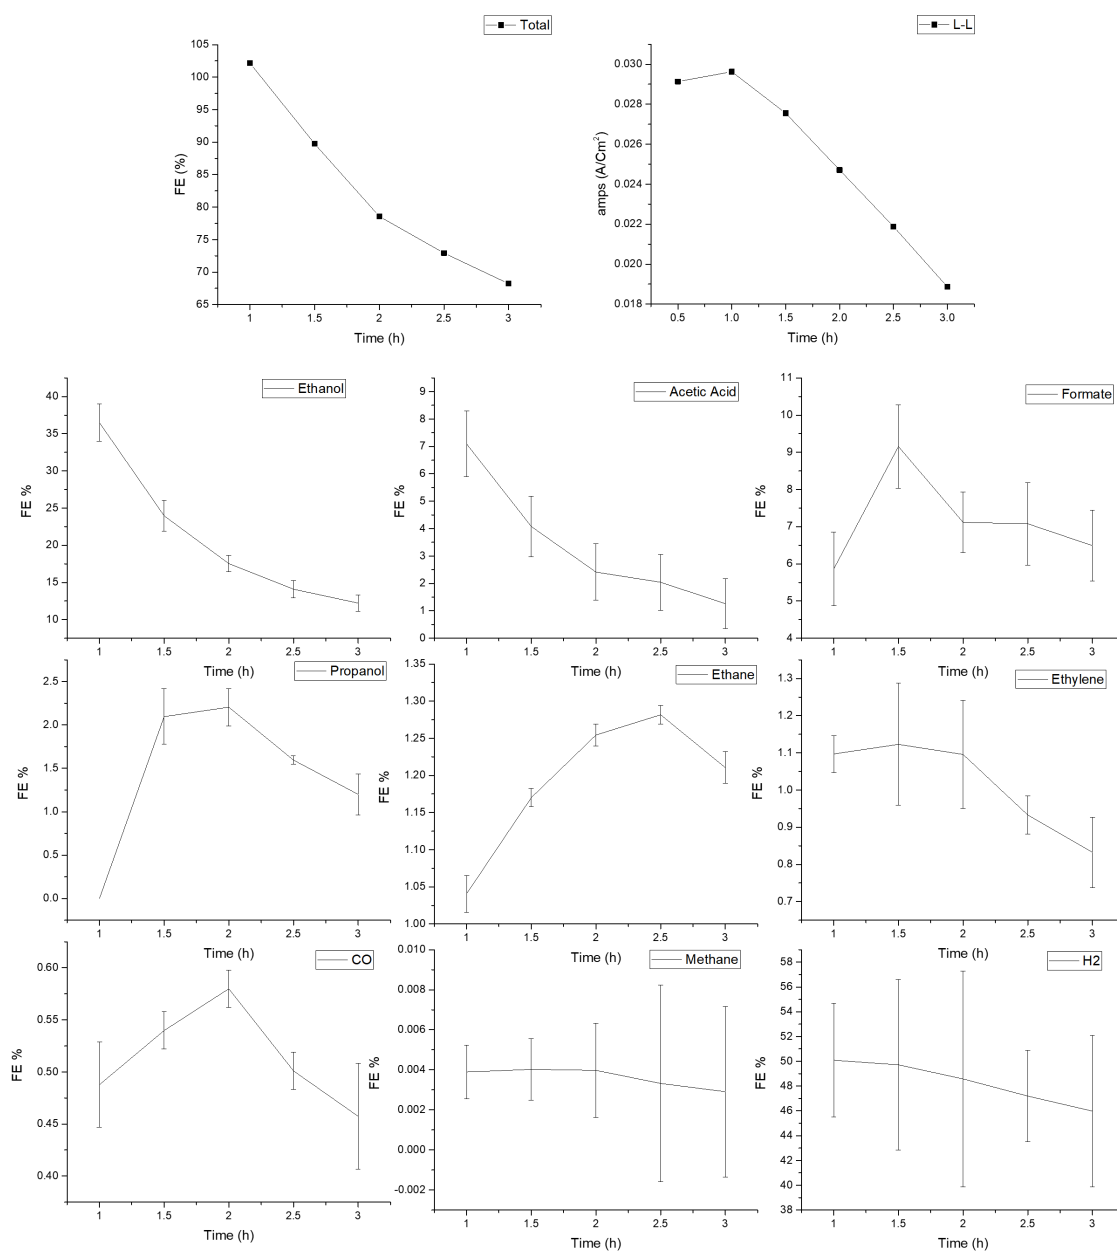 Total
105
100
95
90
85
80
75
70
65
FE (%)
1 1.5 2 2.5 3
Time (h)
L-L
0.030
0.028
0.026
0.024
0.022
0.020
0.018
amps (A/Cm²)
0.5 1.0 1.5 2.0 2.5 3.0
Time (h)
Ethanol
40
35
30
25
20
15
10
FE %
1 1.5 2 2.5 3
Time (h)
Acetic Acid
9
8
7
6
5
4
3
2
1
0
FE %
1 1.5 2 2.5 3
Time (h)
Formate
11
10
9
8
7
6
5
4
FE %
1 1.5 2 2.5 3
Time (h)
Propanol
2.5
2.0
1.5
1.0
0.5
0.0
FE %
1 1.5 2 2.5 3
Time (h)
Ethane
1.35
1.30
1.25
1.20
1.15
1.10
1.05
1.00
FE %
1 1.5 2 2.5 3
Time (h)
Ethylene
1.3
1.2
1.1
1.0
0.9
0.8
0.7
FE %
1 1.5 2 2.5 3
Time (h)
CO
0.60
0.55
0.50
0.45
0.40
FE %
1 1.5 2 2.5 3
Time (h)
Methane
0.010
0.008
0.006
0.004
0.002
0.000
-0.002
FE %
1 1.5 2 2.5 3
Time (h)
H2
58
56
54
52
50
48
46
44
42
40
38
FE %
1 1.5 2 2.5 3
Time (h)